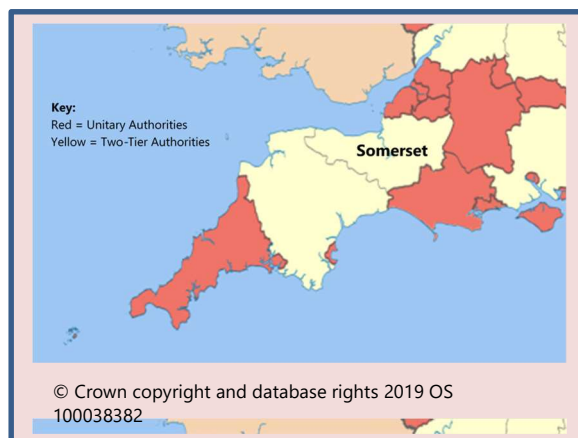 Key:
Red = Unitary Authorities
Yellow = Two-Tier Authorities
Somerset
© Crown copyright and database rights 2019 OS
100038382